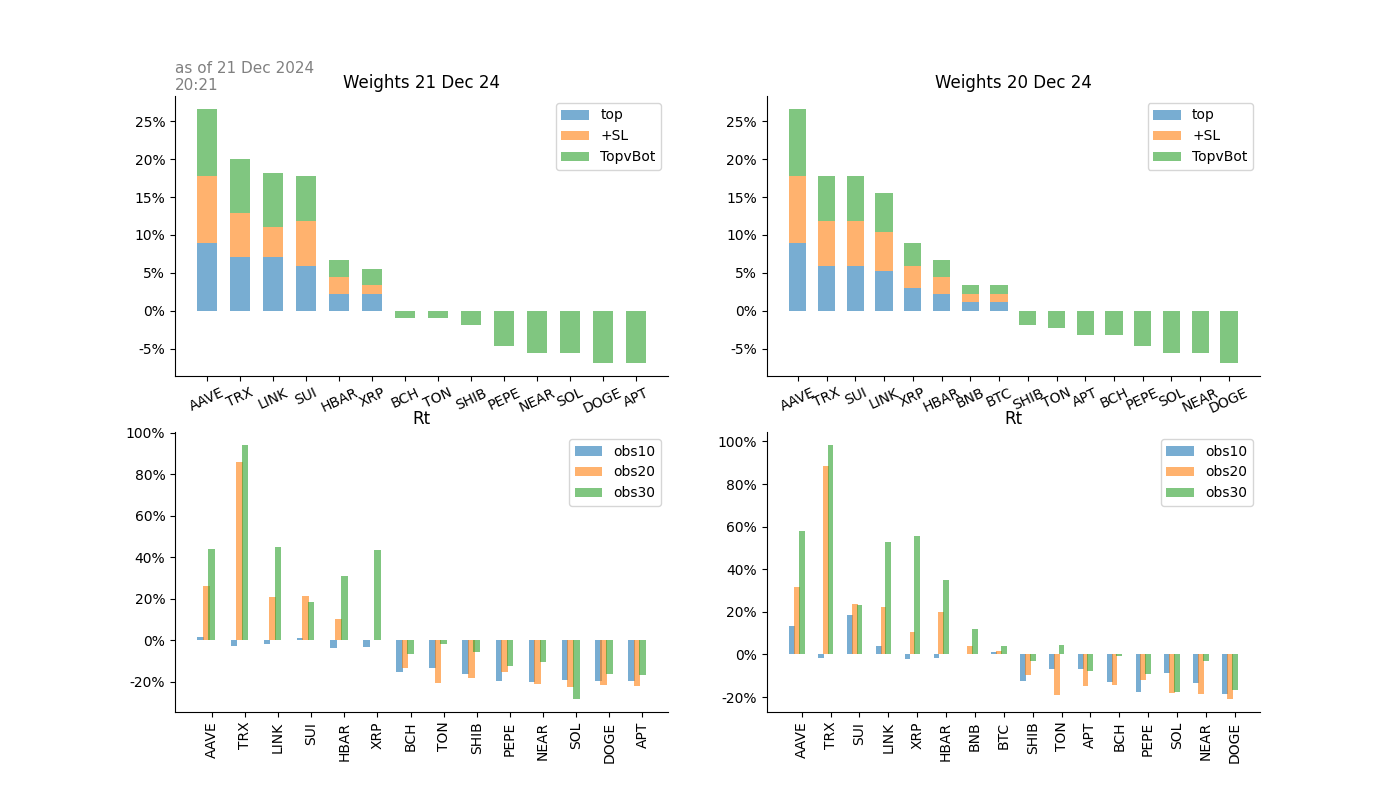 as of 21 Dec 2024
20:21
Weights 21 Dec 24
25%
20%
15%
10%
5%
0%
-5%
top
+SL
TopvBot
AAVE TRX LINK SUI HBAR XRP BCH TON SHIB PEPE NEAR SOL DOGE APT
Weights 20 Dec 24
25%
20%
15%
10%
5%
0%
-5%
top
+SL
TopvBot
AAVE TRX SUI LINK XRP HBAR BNB BTC SHIB TON APT BCH PEPE SOL NEAR DOGE
Rt
100%
80%
60%
40%
20%
0%
-20%
obs10
obs20
obs30
AAVE TRX LINK SUI HBAR XRP BCH TON SHIB PEPE NEAR SOL DOGE APT
Rt
100%
80%
60%
40%
20%
0%
-20%
obs10
obs20
obs30
AAVE TRX SUI LINK XRP HBAR BNB BTC SHIB TON APT BCH PEPE SOL NEAR DOGE